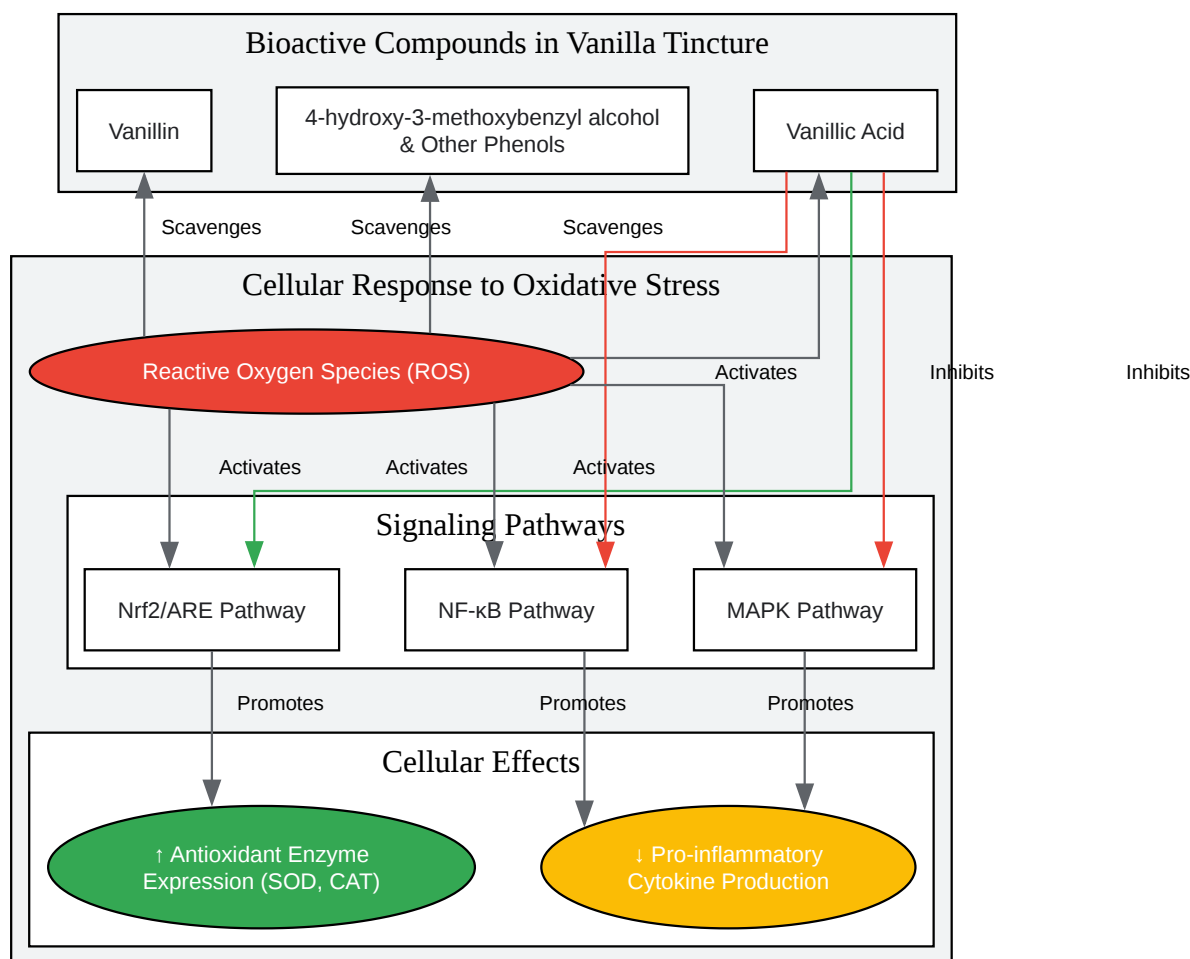 Bioactive Compounds in Vanilla Tincture
Vanillin
4-hydroxy-3-methoxybenzyl alcohol
& Other Phenols
Vanillic Acid
Scavenges
Scavenges
Scavenges
Cellular Response to Oxidative Stress
Reactive Oxygen Species (ROS)
Activates
Inhibits
Inhibits
Activates
Activates
Activates
Signaling Pathways
Nrf2/ARE Pathway
NF-κB Pathway
MAPK Pathway
Promotes
Promotes
Promotes
Cellular Effects
↑ Antioxidant Enzyme
Expression (SOD, CAT)
↓ Pro-inflammatory
Cytokine Production